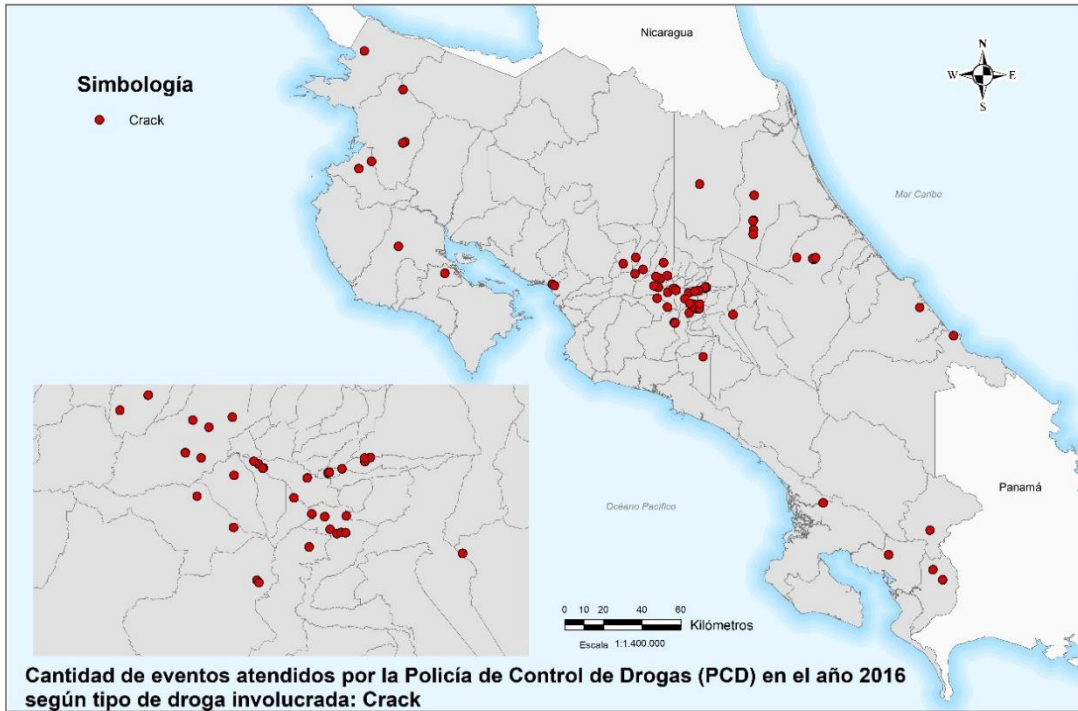 Nicaragua
Simbología
Crack
N
W E
S
Mar Caribe
Océano Pacífico
Panamá
0 10 20 40 60
Kilómetros
Escala 1:1.400.000
Cantidad de eventos atendidos por la Policía de Control de Drogas (PCD) en el año 2016
según tipo de droga involucrada: Crack